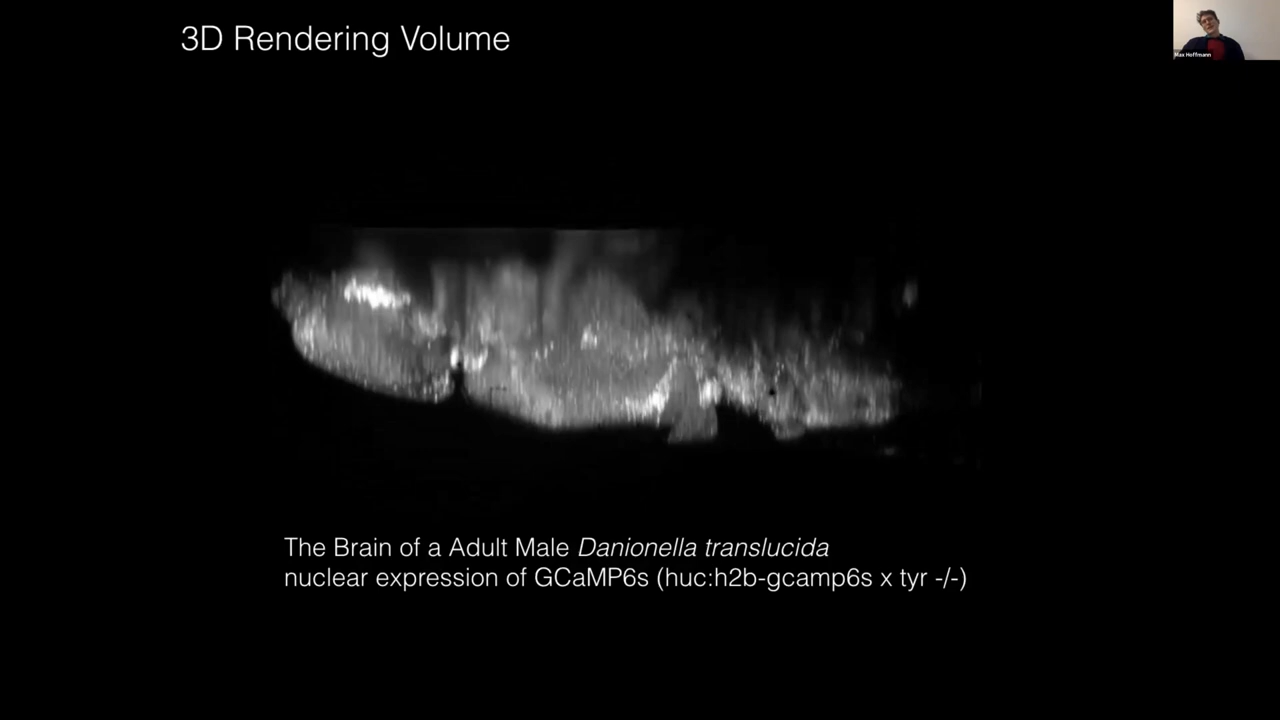 3D Rendering Volume
Max Hoffmann
The Brain of a Adult Male Danionella translucida
nuclear expression of GCaMP6s (huc:h2b-gcamp6s x tyr -/-)